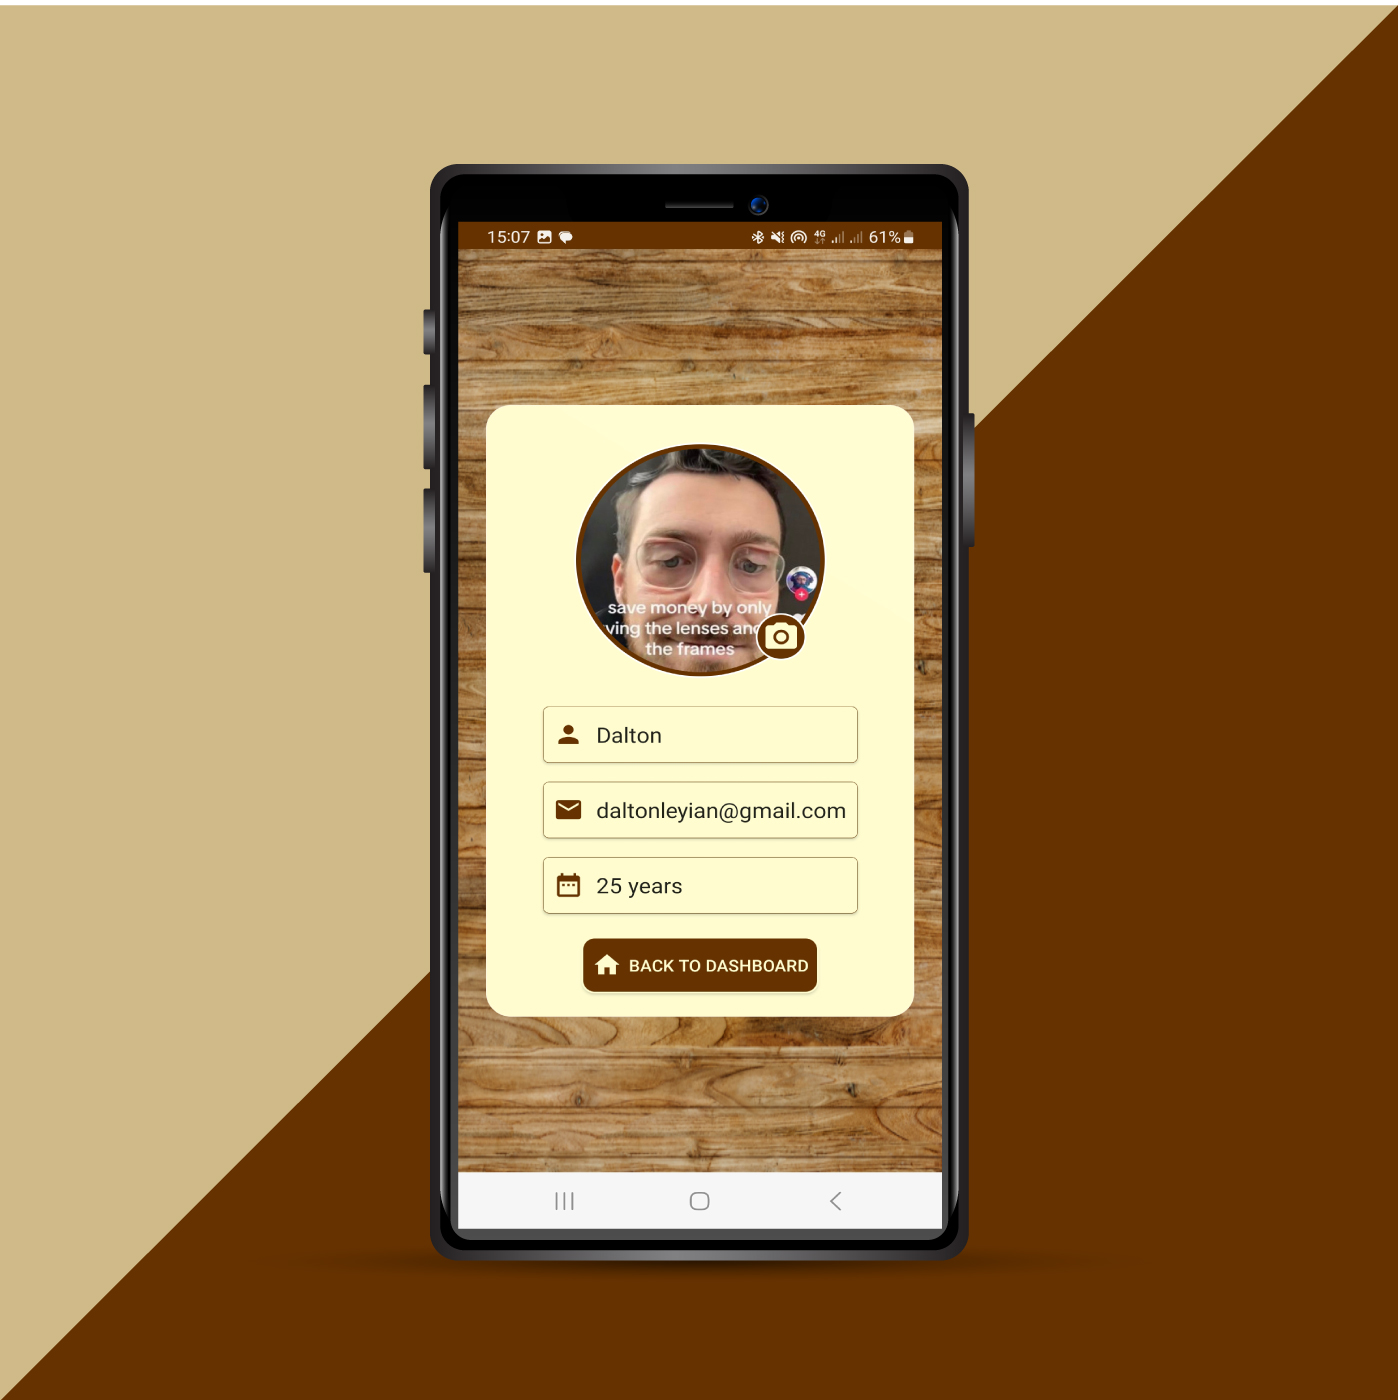 15:07
4G
61%
save money by only
ving the lenses and
the frames
Dalton
daltonleyian@gmail.com
25 years
BACK TO DASHBOARD